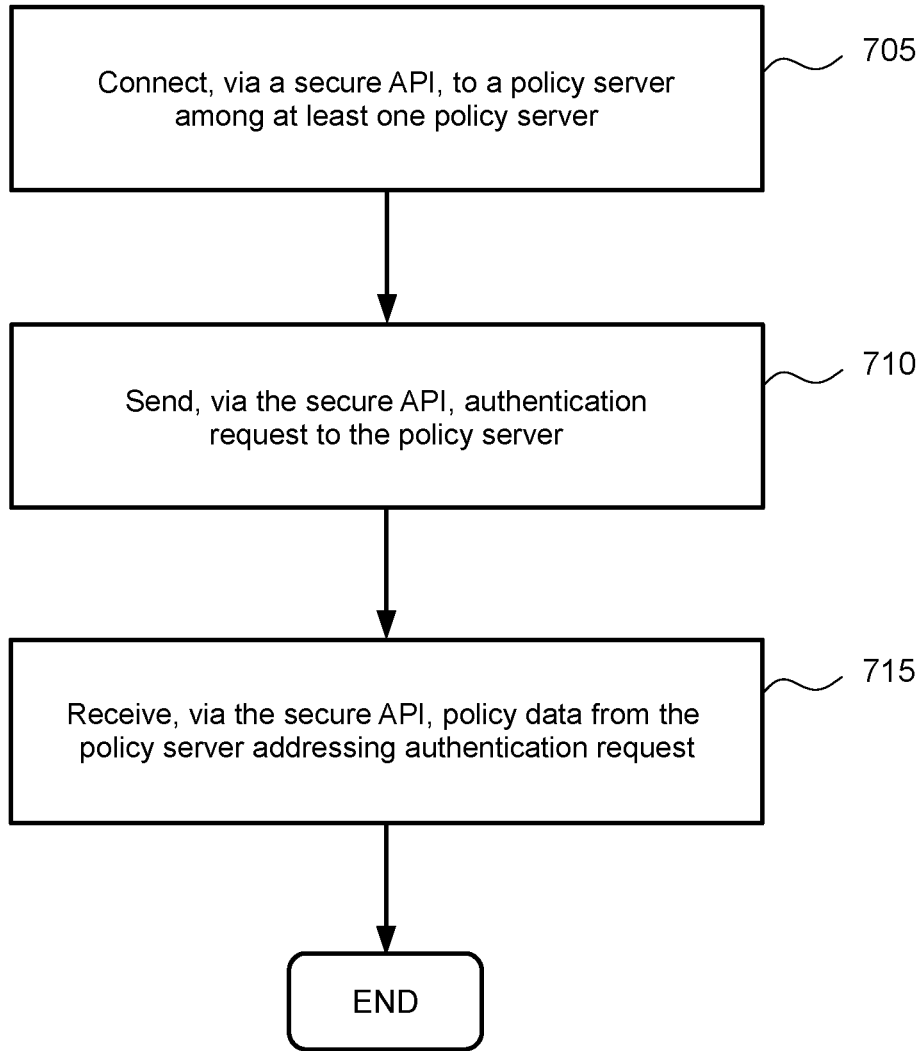 Connect, via a secure API, to a policy server
among at least one policy server
705
Send, via the secure API, authentication
request to the policy server
710
Receive, via the secure API, policy data from the
policy server addressing authentication request
715
END